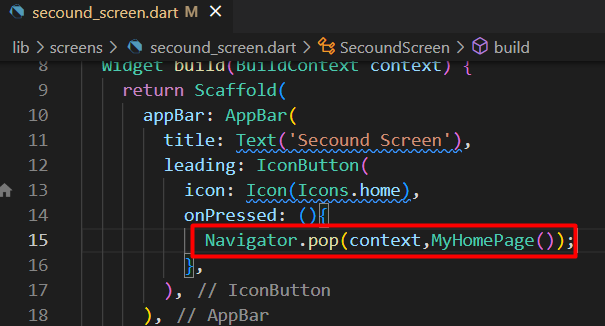 secound_screen.dart M
lib > screens > secound_screen.dart > SecoundScreen > build
8 Widget build(BuildContext context) {
9 return Scaffold(
10 appBar: AppBar(
11 title: Text('Secound Screen'),
12 leading: IconButton(
13 icon: Icon(Icons.home),
14 onPressed: (){
15 Navigator.pop(context,MyHomePage());
16 },
17 ), // IconButton
18 ), // AppBar